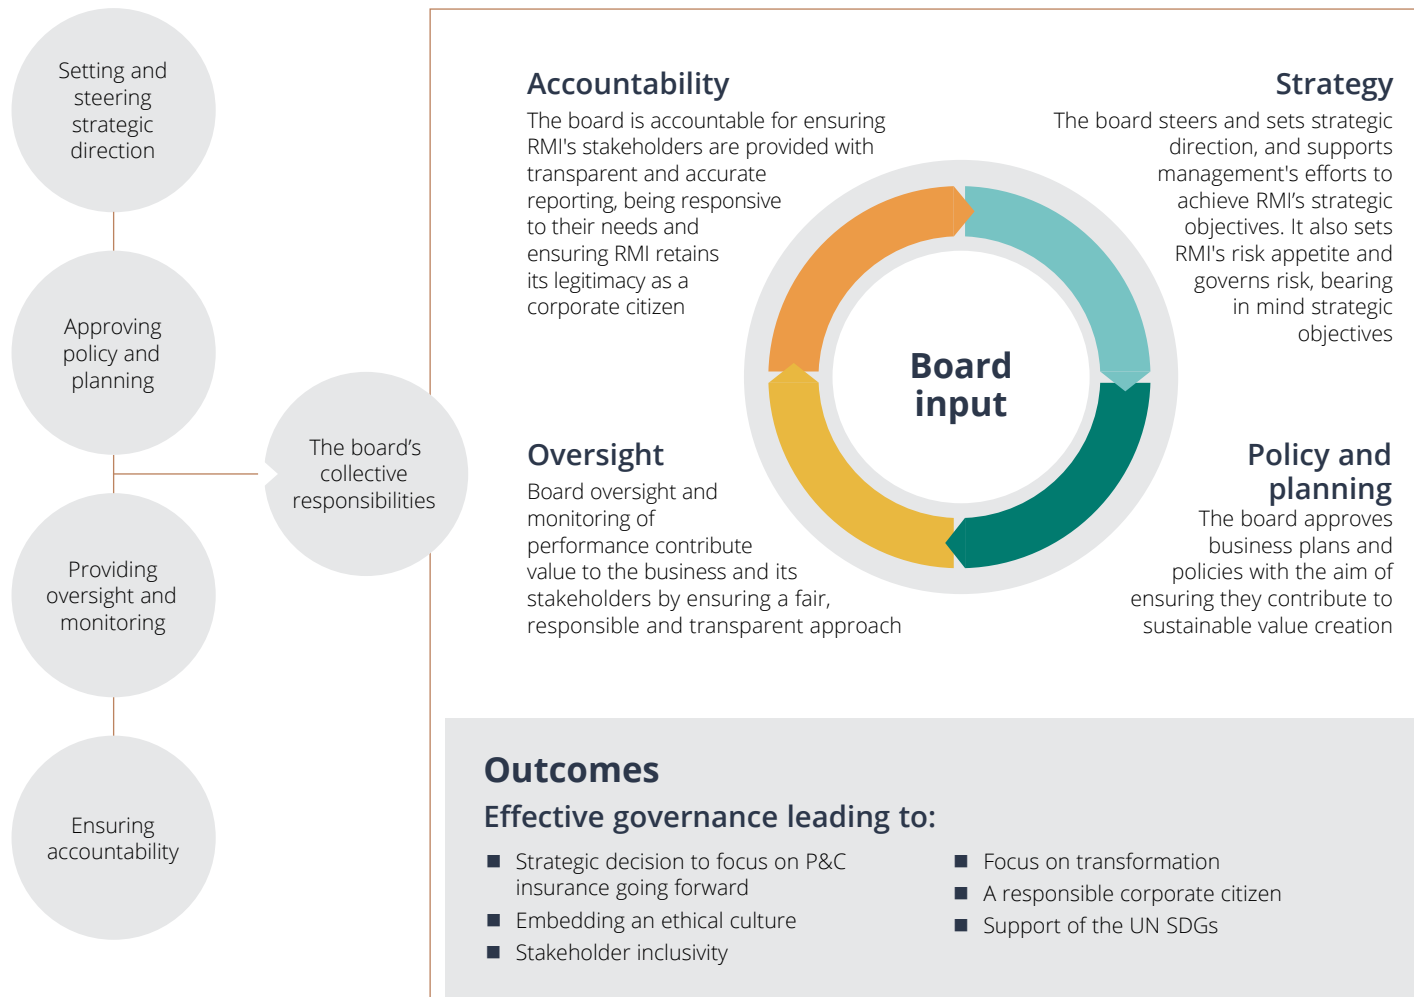 Setting and
steering
strategic
direction
Approving
policy and
planning
The board’s
collective
responsibilities
Providing
oversight and
monitoring
Ensuring
accountability
Accountability
The board is accountable for ensuring
RMI's stakeholders are provided with
transparent and accurate
reporting, being responsive
to their needs and
ensuring RMI retains
its legitimacy as a
corporate citizen
Strategy
The board steers and sets strategic
direction, and supports
management's efforts to
achieve RMI’s strategic
objectives. It also sets
RMI's risk appetite and
governs risk, bearing
in mind strategic
objectives
Board
input
Oversight
Board oversight and
monitoring of
performance contribute
value to the business and its
stakeholders by ensuring a fair,
responsible and transparent approach
Policy and
planning
The board approves
business plans and
policies with the aim of
ensuring they contribute to
sustainable value creation
Outcomes
Effective governance leading to:
■ Strategic decision to focus on P&C
insurance going forward
■ Embedding an ethical culture
■ Stakeholder inclusivity
■ Focus on transformation
■ A responsible corporate citizen
■ Support of the UN SDGs